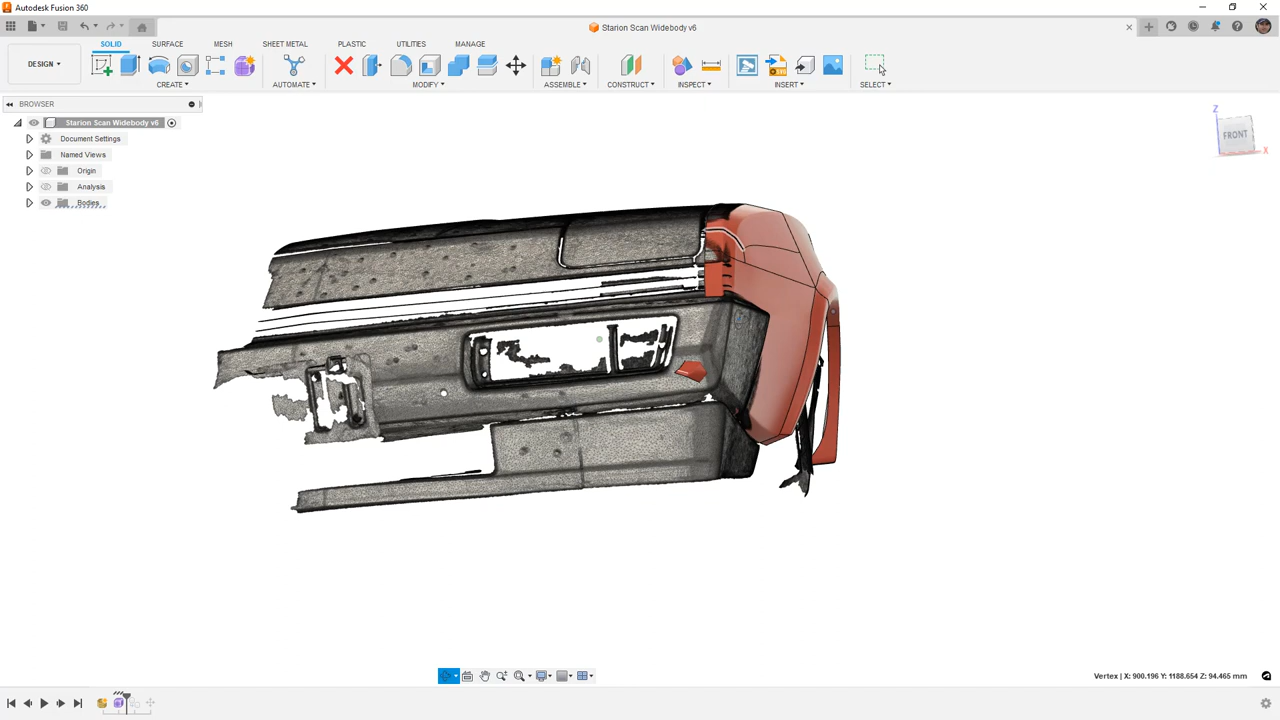 Autodesk Fusion 360
Starion Scan Widebody v6
SOLID SURFACE MESH SHEET METAL PLASTIC UTILITIES MANAGE
DESIGN
CREATE AUTOMATE MODIFY ASSEMBLE CONSTRUCT INSPECT INSERT SELECT
BROWSER
Starion Scan Widebody v6
Document Settings
Named Views
Origin
Analysis
Bodies
Z
FRONT
X
Vertex | X: 900.196 Y: 1188.654 Z: 94.465 mm